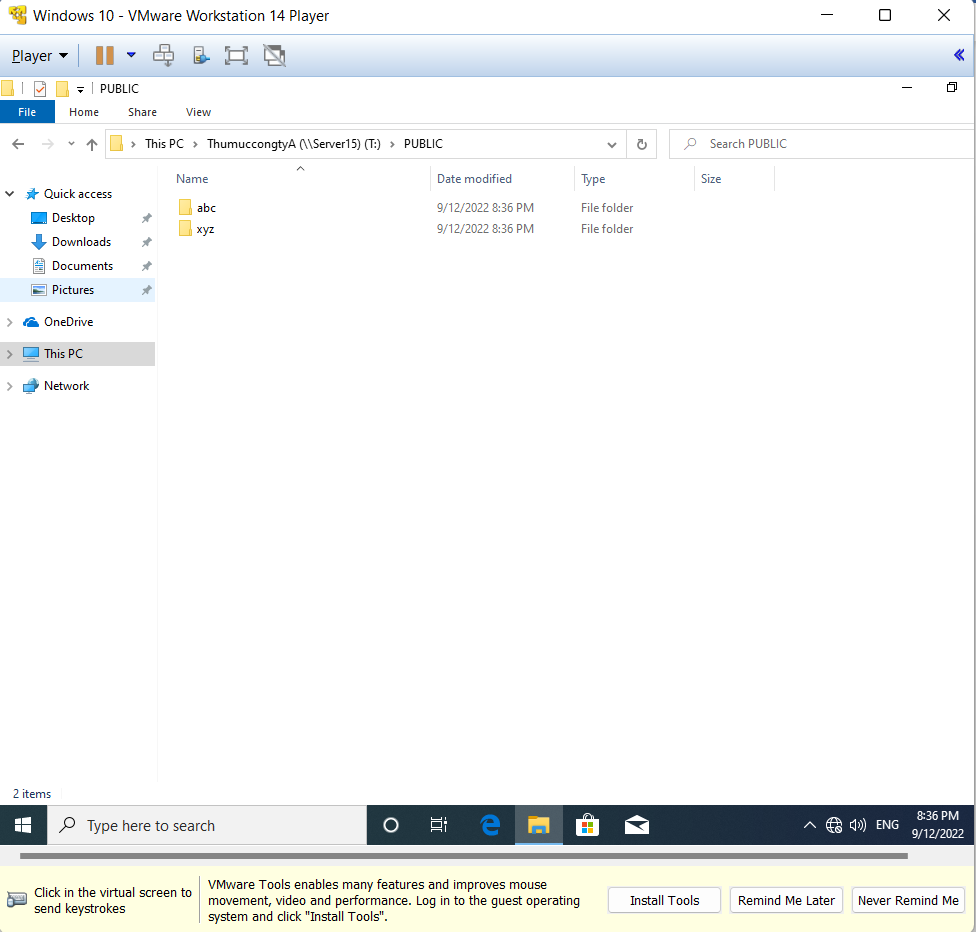 Windows 10 - VMware Workstation 14 Player
Player
PUBLIC
File Home Share View
This PC ThumuccongtyA (\\Server15) (T:) PUBLIC Search PUBLIC
Name Date modified Type Size
Quick access
abc 9/12/2022 8:36 PM File folder
Desktop
xyz 9/12/2022 8:36 PM File folder
Downloads
Documents
Pictures
OneDrive
This PC
Network
2 items
Type here to search
ENG
8:36 PM
9/12/2022
Click in the virtual screen to
send keystrokes
VMware Tools enables many features and improves mouse
movement, video and performance. Log in to the guest operating
system and click "Install Tools".
Install Tools Remind Me Later Never Remind Me